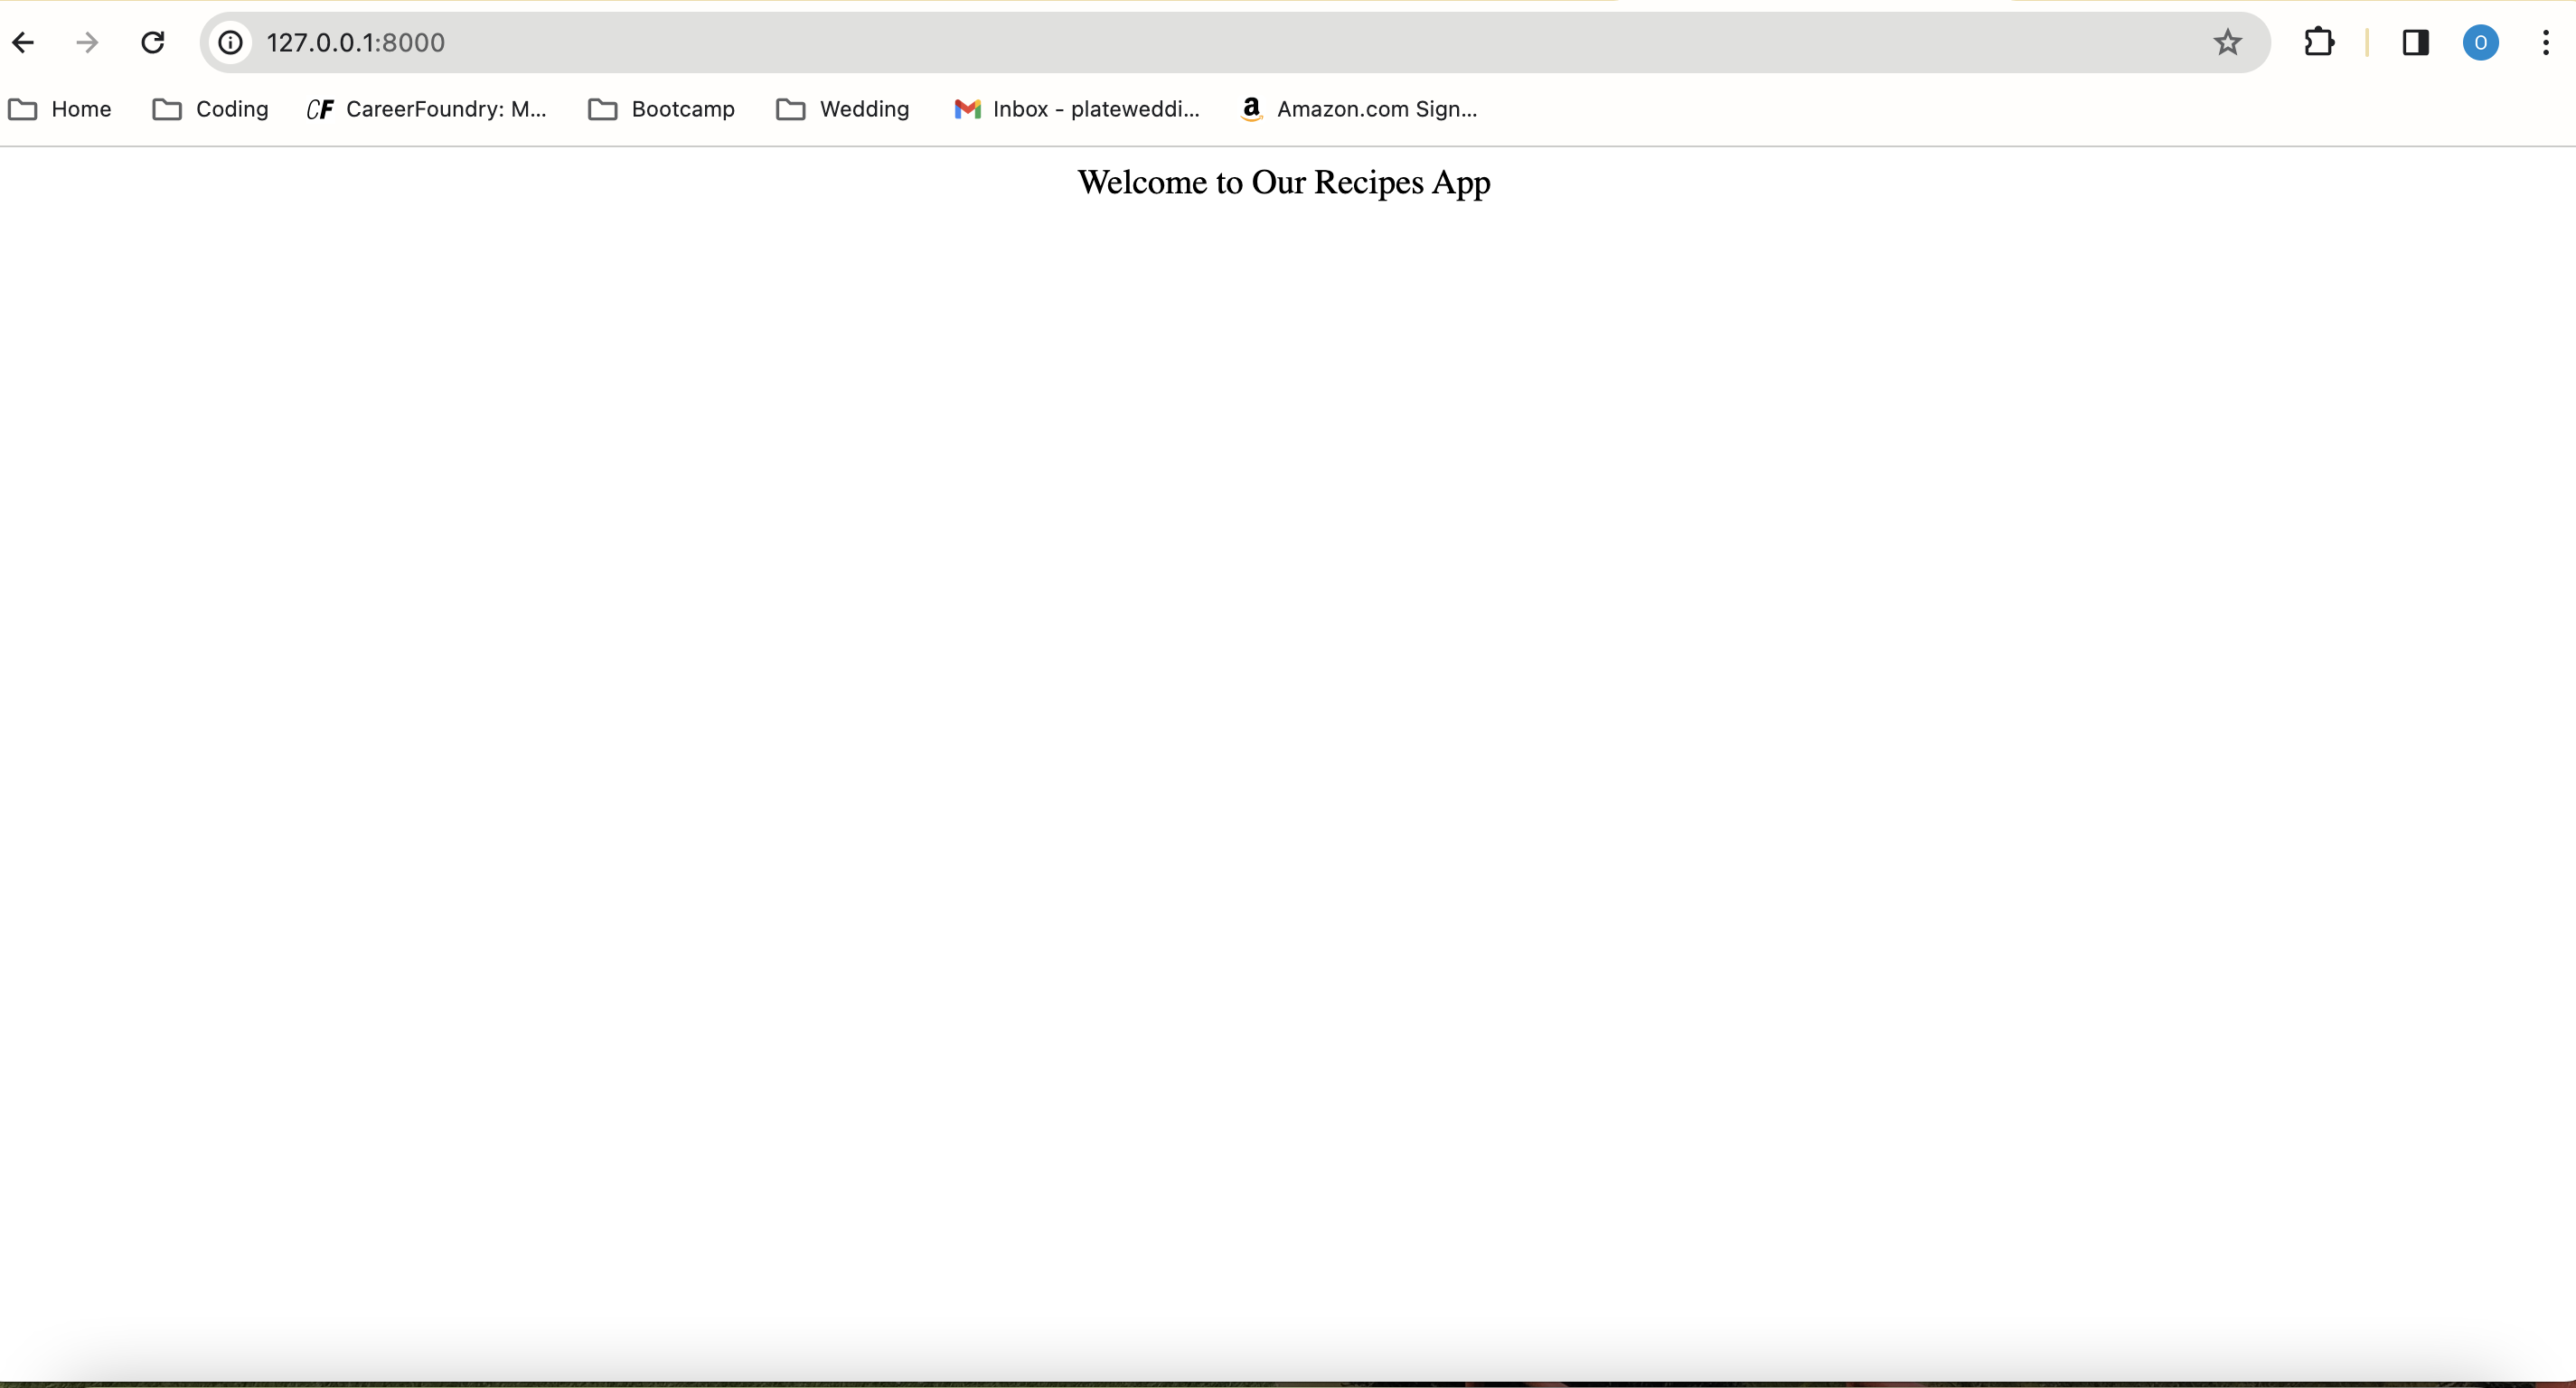 127.0.0.1:8000
O
Home Coding CF CareerFoundry: M... Bootcamp Wedding Inbox - plateweddi... a Amazon.com Sign...
Welcome to Our Recipes App